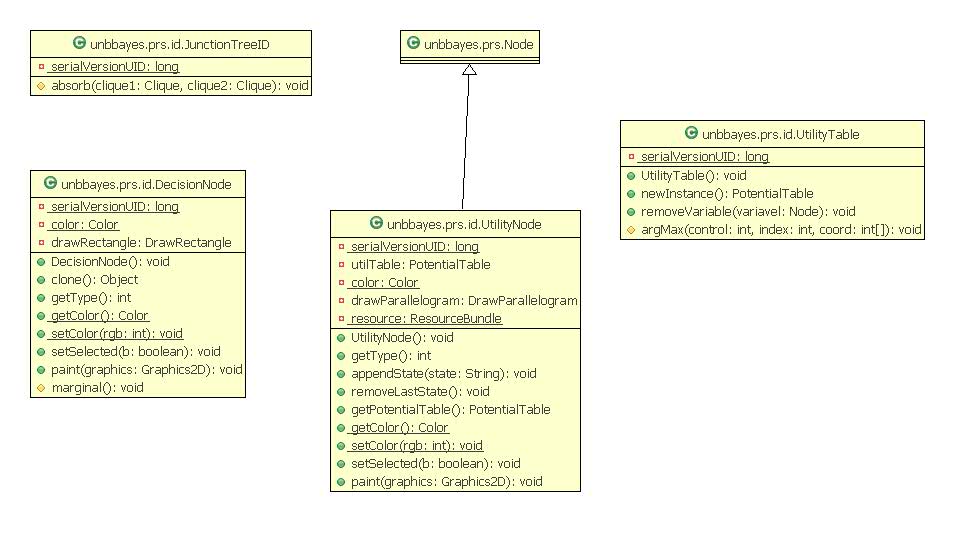 unbbayes.prs.id.JunctionTreeID
serialVersionUID: long
absorb(clique1: Clique, clique2: Clique): void
unbbayes.prs.Node
unbbayes.prs.id.UtilityTable
serialVersionUID: long
UtilityTable(): void
newInstance(): PotentialTable
removeVariable(variavel: Node): void
argMax(control: int, index: int, coord: int[]): void
unbbayes.prs.id.DecisionNode
serialVersionUID: long
color: Color
drawRectangle: DrawRectangle
DecisionNode(): void
clone(): Object
getType(): int
getColor(): Color
setColor(rgb: int): void
setSelected(b: boolean): void
paint(graphics: Graphics2D): void
marginal(): void
unbbayes.prs.id.UtilityNode
serialVersionUID: long
utilTable: PotentialTable
color: Color
drawParallelogram: DrawParallelogram
resource: ResourceBundle
UtilityNode(): void
getType(): int
appendState(state: String): void
removeLastState(): void
getPotentialTable(): PotentialTable
getColor(): Color
setColor(rgb: int): void
setSelected(b: boolean): void
paint(graphics: Graphics2D): void